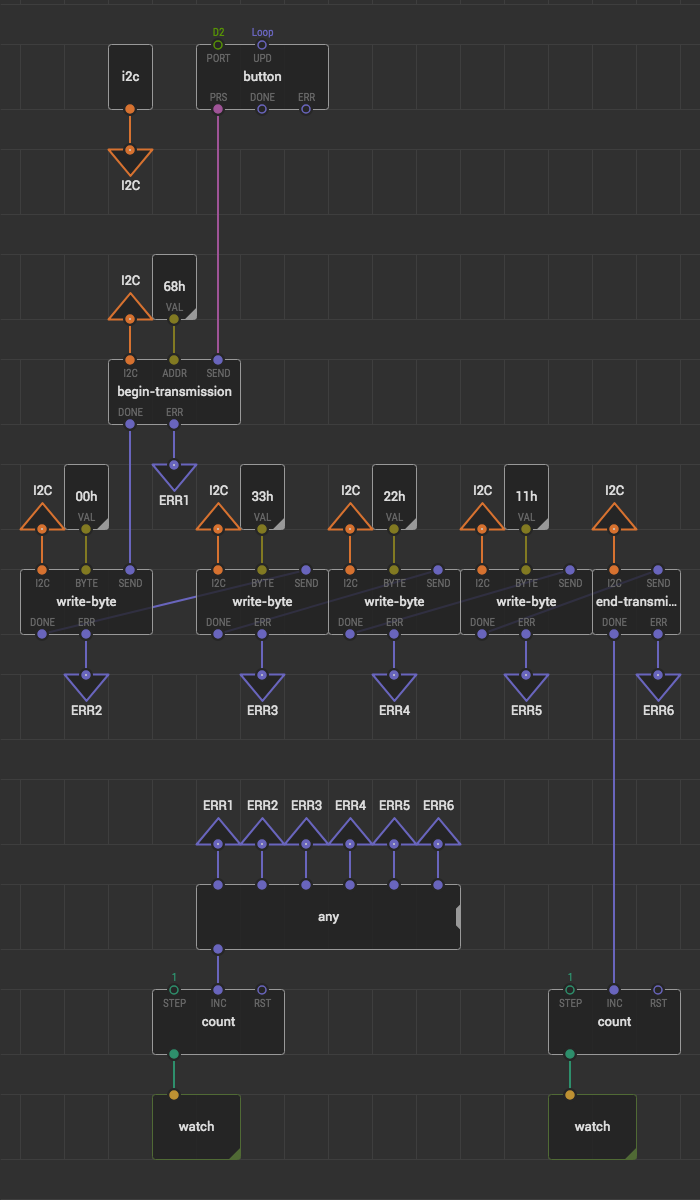 D2 Loop
PORT UPD
i2c button
PRS DONE ERR
I2C
I2C 68h
VAL
I2C ADDR SEND
begin-transmission
DONE ERR
I2C 00h ERR1 I2C 33h I2C 22h I2C 11h I2C
VAL VAL VAL VAL
I2C BYTE SEND I2C BYTE SEND I2C BYTE SEND I2C BYTE SEND I2C SEND
write-byte write-byte write-byte write-byte end-transmi...
DONE ERR DONE ERR DONE ERR DONE ERR DONE ERR
ERR2 ERR3 ERR4 ERR5 ERR6
ERR1 ERR2 ERR3 ERR4 ERR5 ERR6
any
1 1
STEP INC RST STEP INC RST
count count
watch watch